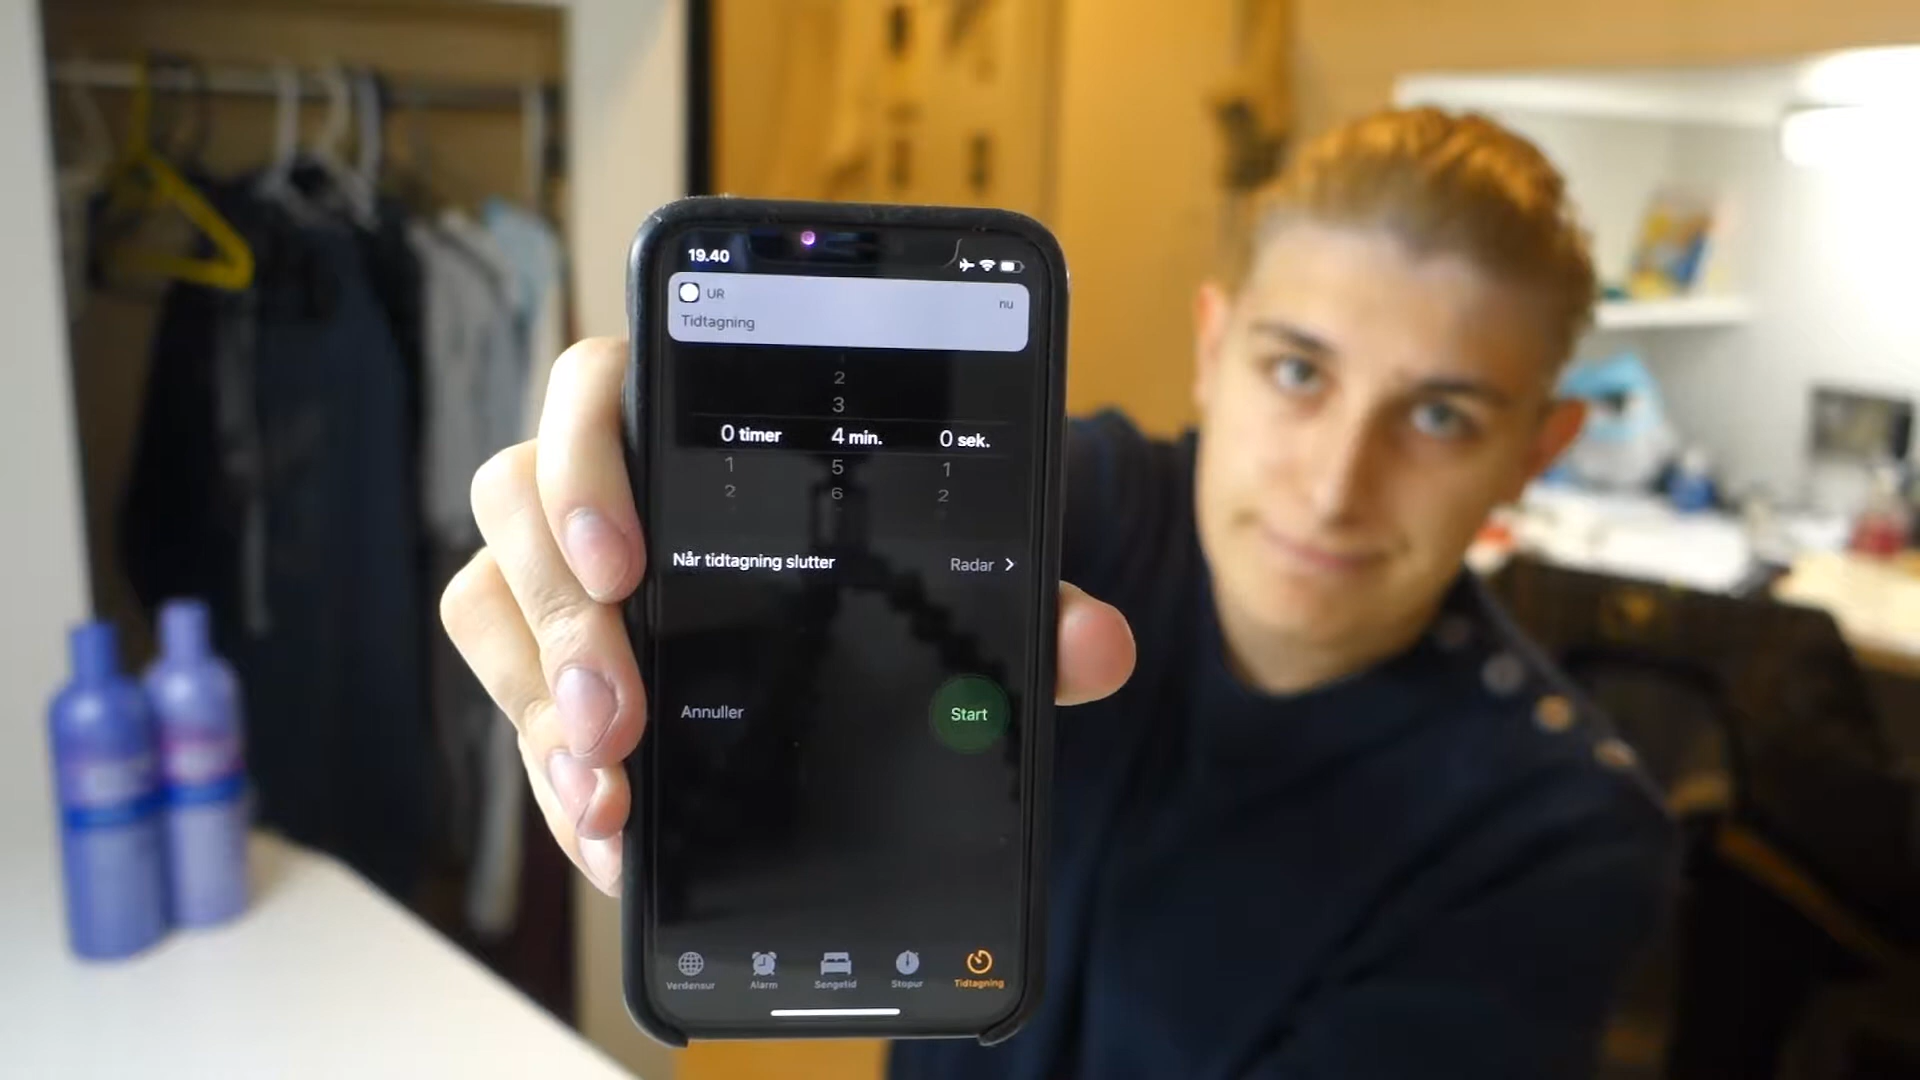 19.40
UR
nu
Tidtagning
2
3
0 timer 4 min. 0 sek.
1 5 1
2 6 2
Når tidtagning slutter Radar
Annuller Start
Verdensur Alarm Sengetid Stopur Tidtagning